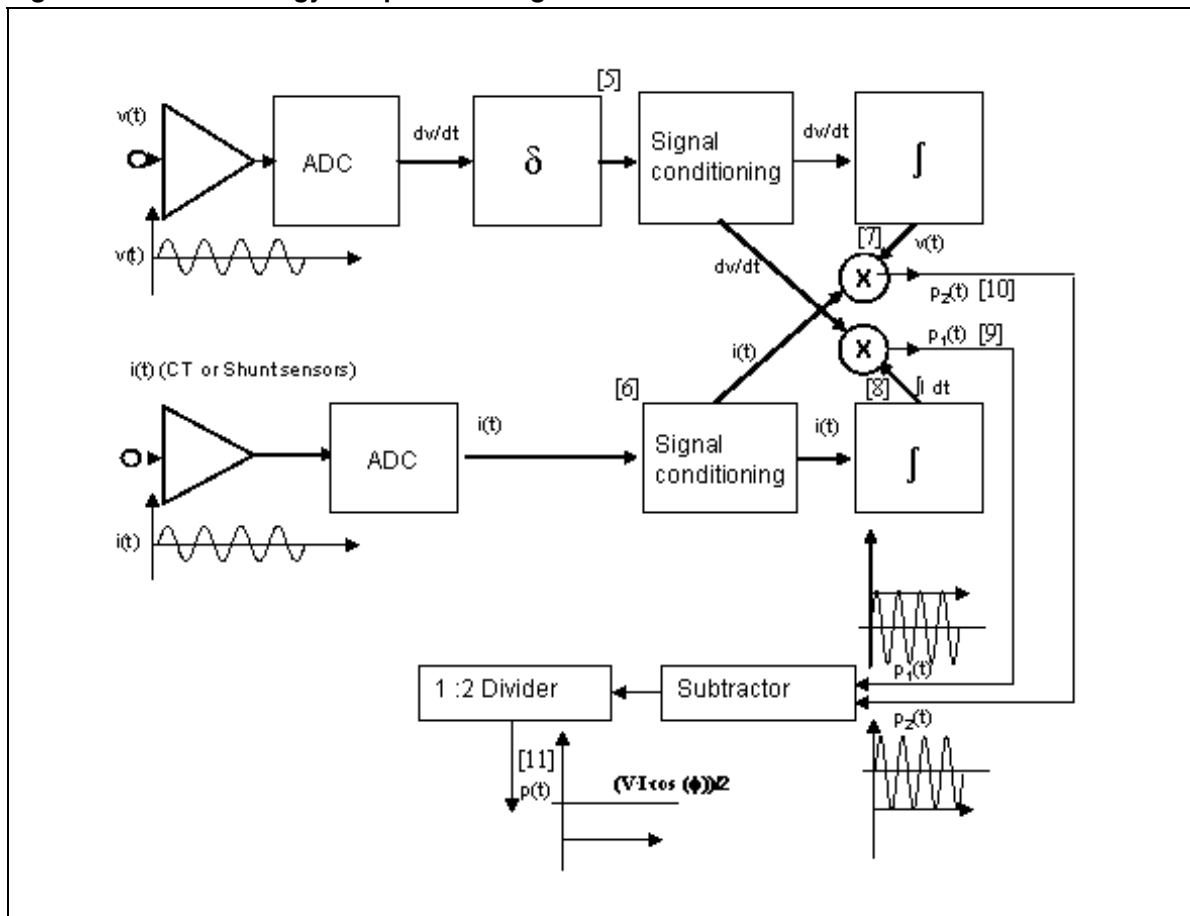 [5]
v(t)
ADC
dv/dt
δ
Signal
conditioning
dv/dt
∫
v(t)
dv/dt
[7]
v(t)
X
p2(t) [10]
i(t)
X
p1(t) [9]
i(t) (CT or Shunt sensors)
[6]
[8]
∫I dt
ADC
i(t)
Signal
conditioning
i(t)
∫
i(t)
p1(t)
1 :2 Divider
Subtractor
p2(t)
[11]
p(t)
(V·I·cos (ϕ))/2